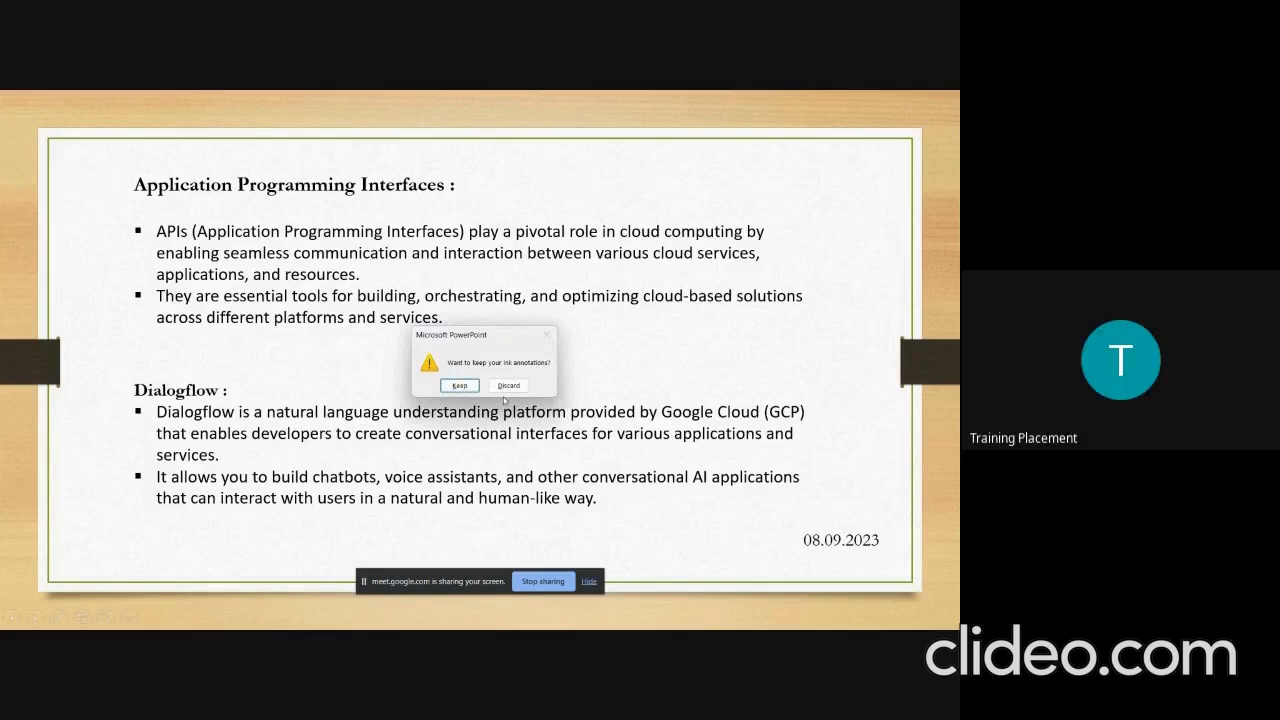 Application Programming Interfaces :
▪ APIs (Application Programming Interfaces) play a pivotal role in cloud computing by
enabling seamless communication and interaction between various cloud services,
applications, and resources.
▪ They are essential tools for building, orchestrating, and optimizing cloud-based solutions
across different platforms and services.
Microsoft PowerPoint
Want to keep your ink annotations?
Keep Discard
Dialogflow :
▪ Dialogflow is a natural language understanding platform provided by Google Cloud (GCP)
that enables developers to create conversational interfaces for various applications and
services.
▪ It allows you to build chatbots, voice assistants, and other conversational AI applications
that can interact with users in a natural and human-like way.
08.09.2023
meet.google.com is sharing your screen. Stop sharing Hide
T
Training Placement
clideo.com